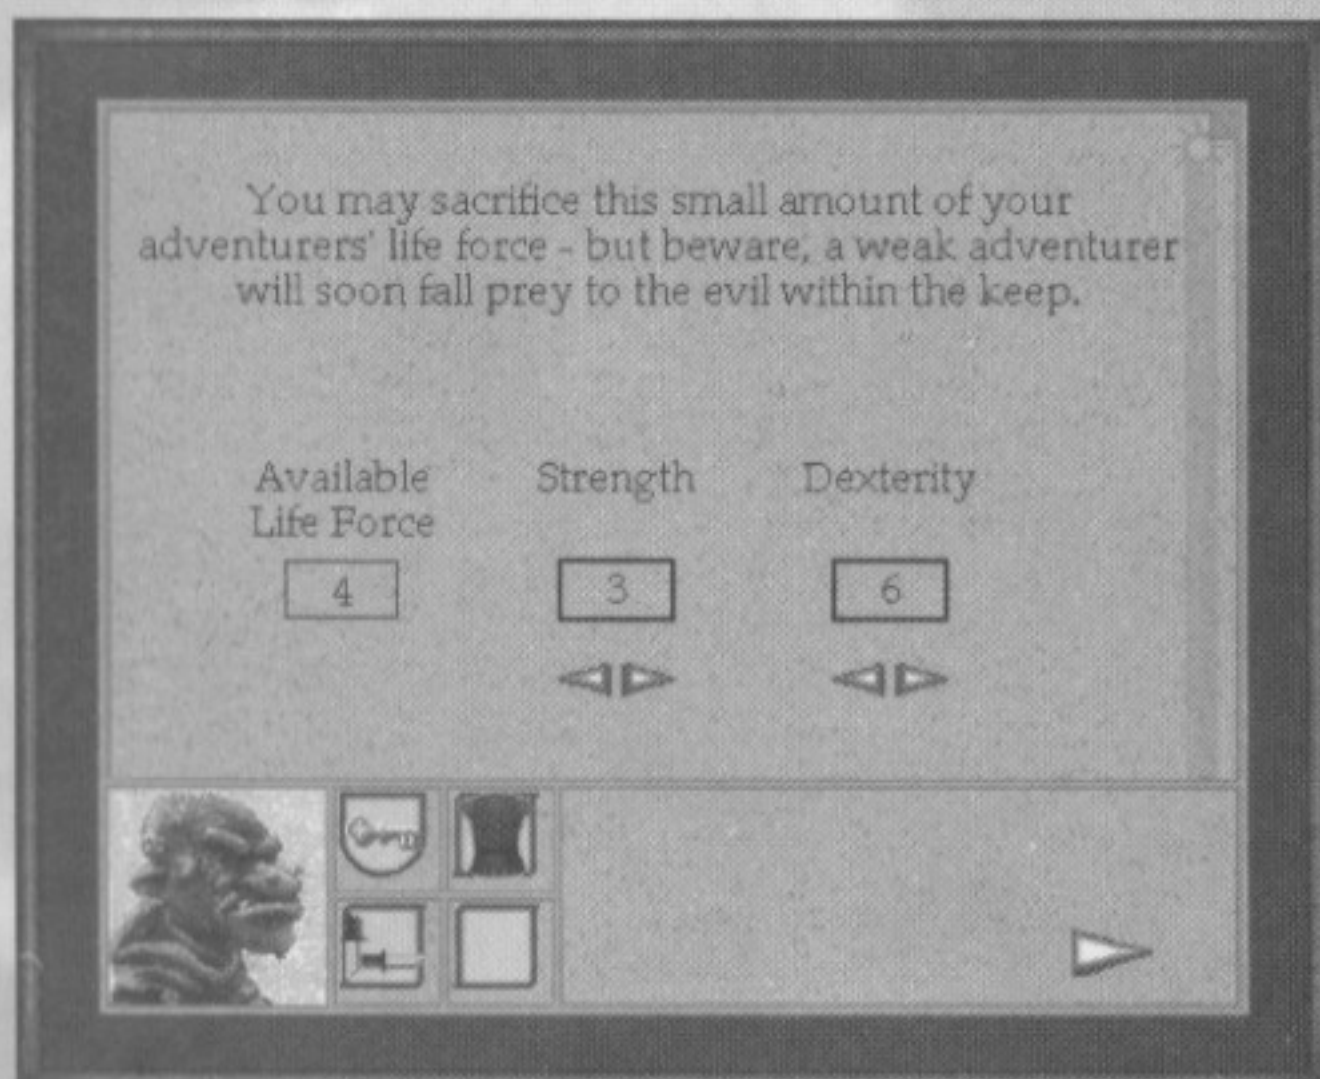 You may sacrifice this small amount of your
adventurers' life force - but beware, a weak adventurer
will soon fall prey to the evil within the keep.
Available Strength Dexterity
Life Force
4 3 6